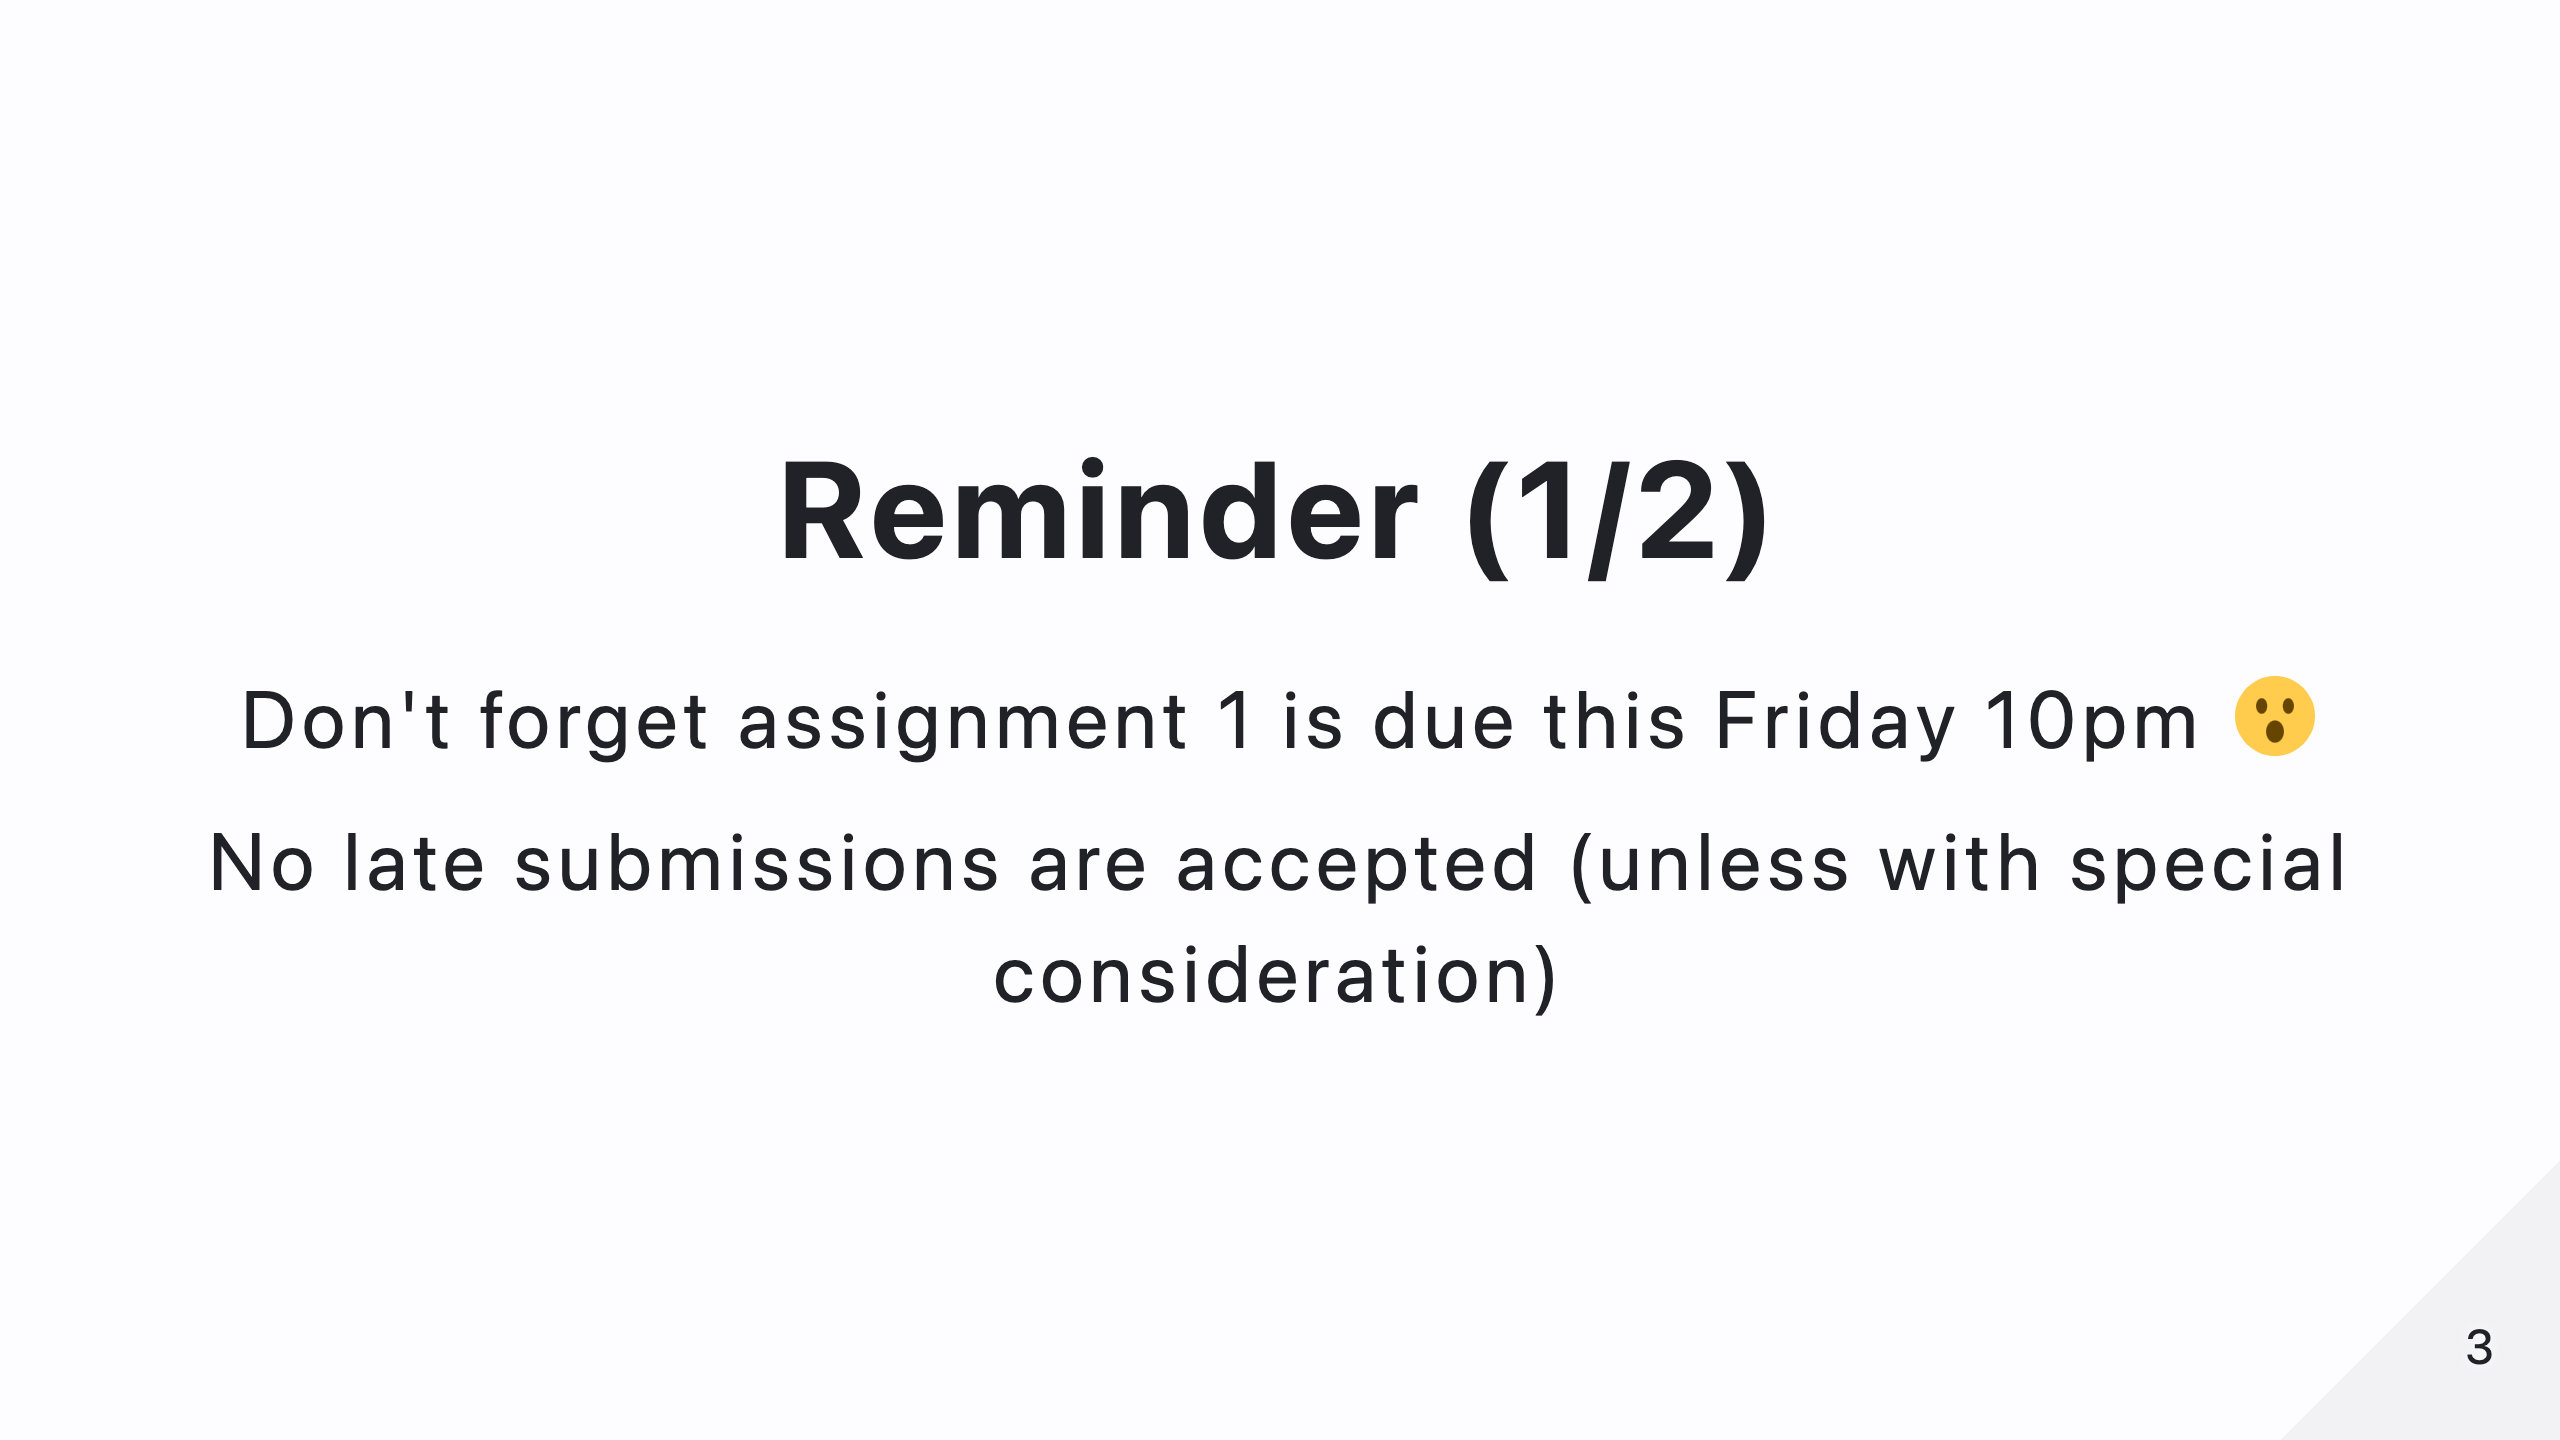 Reminder (1/2)
Don't forget assignment 1 is due this Friday 10pm 😮
No late submissions are accepted (unless with special
consideration)
3